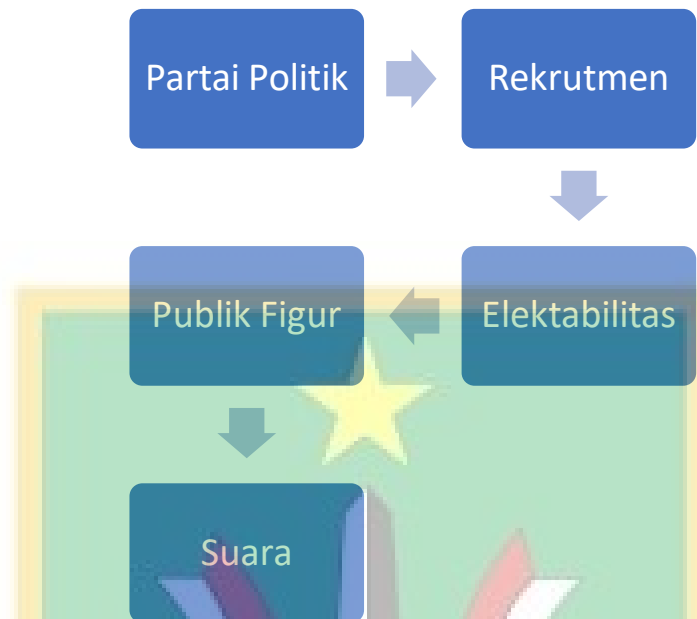 Partai Politik
Rekrutmen
Elektabilitas
Publik Figur
Suara